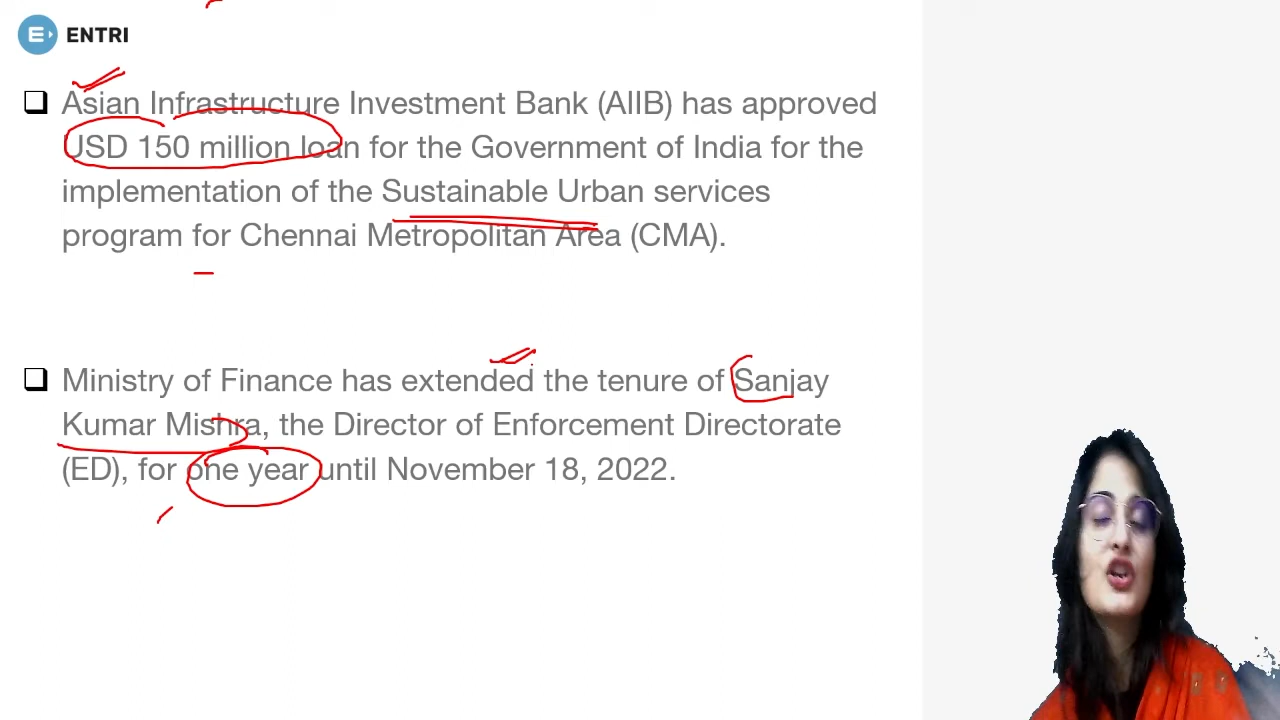 ENTRI
Asian Infrastructure Investment Bank (AIIB) has approved
USD 150 million loan for the Government of India for the
implementation of the Sustainable Urban services
program for Chennai Metropolitan Area (CMA).
Ministry of Finance has extended the tenure of Sanjay
Kumar Mishra, the Director of Enforcement Directorate
(ED), for one year until November 18, 2022.